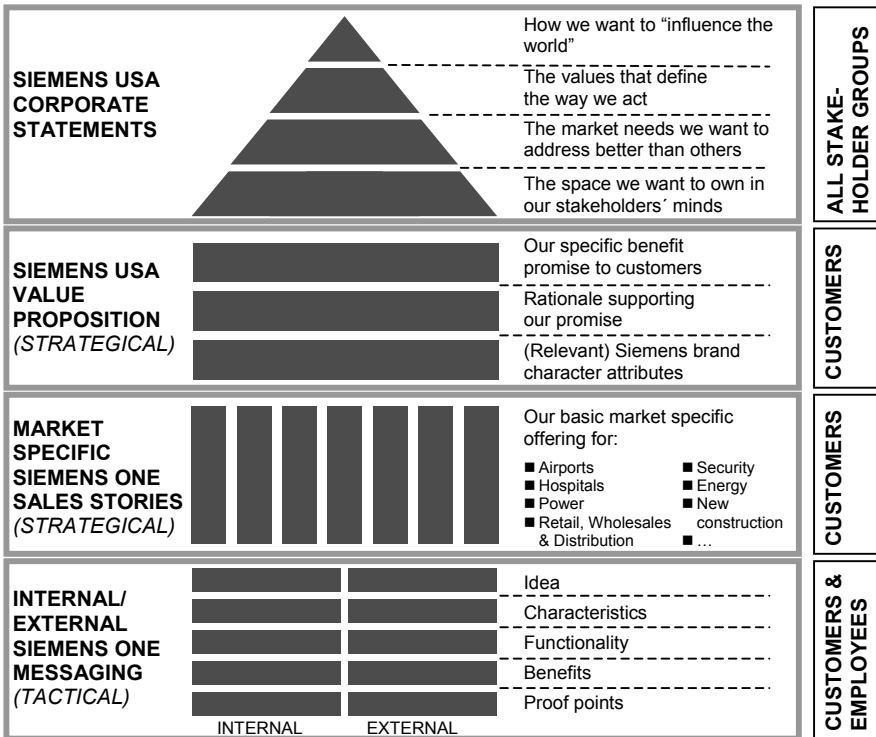 SIEMENS USA
CORPORATE
STATEMENTS
How we want to “influence the
world”
The values that define
the way we act
The market needs we want to
address better than others
The space we want to own in
our stakeholders´ minds
ALL STAKE-
HOLDER GROUPS
SIEMENS USA
VALUE
PROPOSITION
(STRATEGICAL)
Our specific benefit
promise to customers
Rationale supporting
our promise
(Relevant) Siemens brand
character attributes
CUSTOMERS
MARKET
SPECIFIC
SIEMENS ONE
SALES STORIES
(STRATEGICAL)
Our basic market specific
offering for:
■ Airports
■ Hospitals
■ Power
■ Retail, Wholesales
& Distribution
■ Security
■ Energy
■ New
construction
■ …
CUSTOMERS
INTERNAL/
EXTERNAL
SIEMENS ONE
MESSAGING
(TACTICAL)
Idea
Characteristics
Functionality
Benefits
Proof points
INTERNAL EXTERNAL
CUSTOMERS &
EMPLOYEES